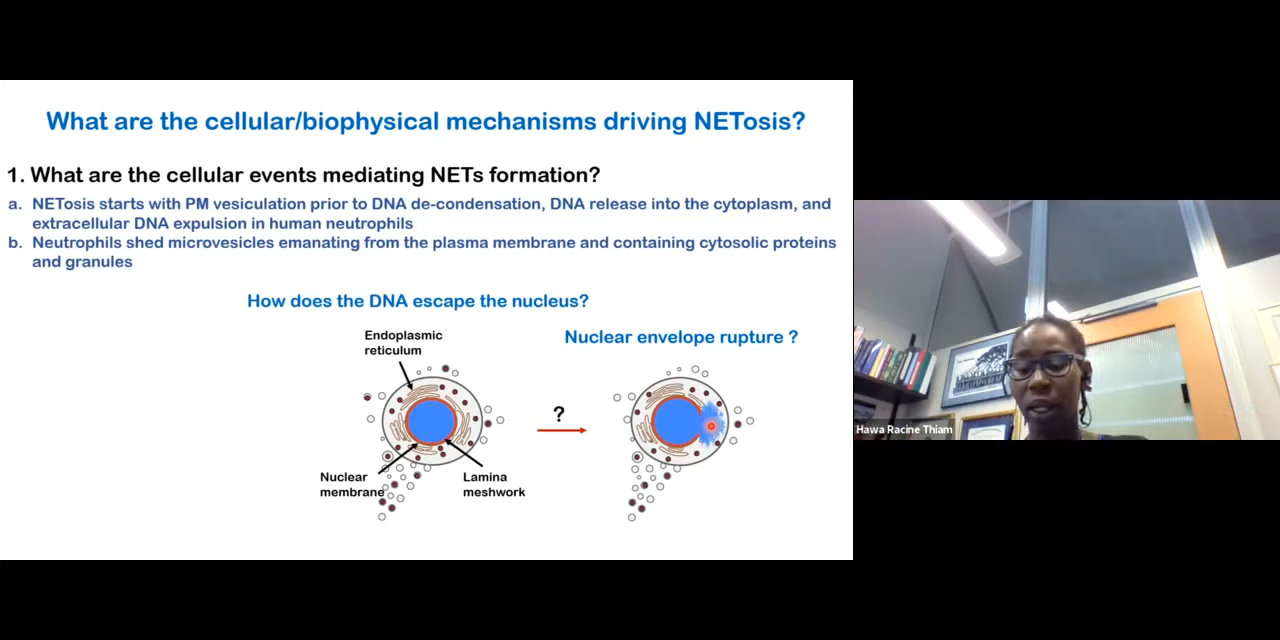 What are the cellular/biophysical mechanisms driving NETosis?
1. What are the cellular events mediating NETs formation?
a. NETosis starts with PM vesiculation prior to DNA de-condensation, DNA release into the cytoplasm, and
extracellular DNA expulsion in human neutrophils
b. Neutrophils shed microvesicles emanating from the plasma membrane and containing cytosolic proteins
and granules
How does the DNA escape the nucleus?
Endoplasmic
reticulum
Nuclear envelope rupture ?
?
Nuclear
membrane
Lamina
meshwork
Hawa Racine Thiam